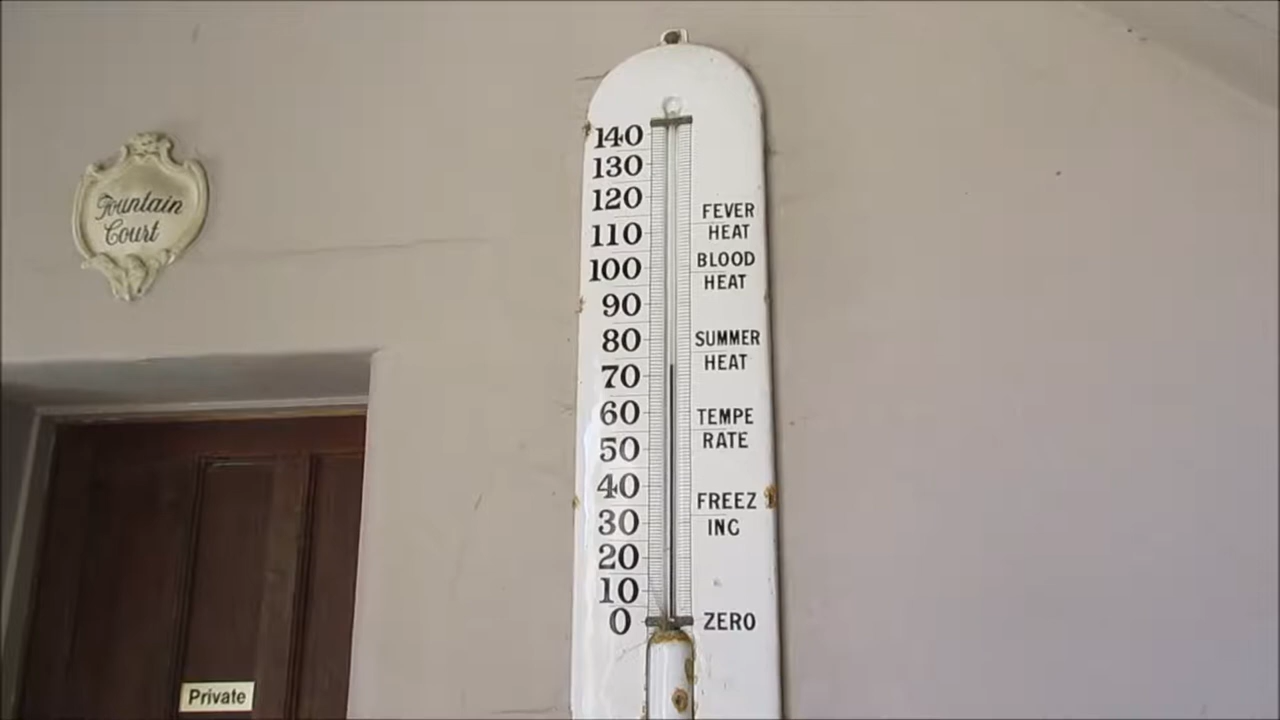 Fountain
Court
140
130
120
110
100
90
80
70
60
50
40
30
20
10
0
FEVER
HEAT
BLOOD
HEAT
SUMMER
HEAT
TEMPE
RATE
FREEZ
ING
ZERO
Private